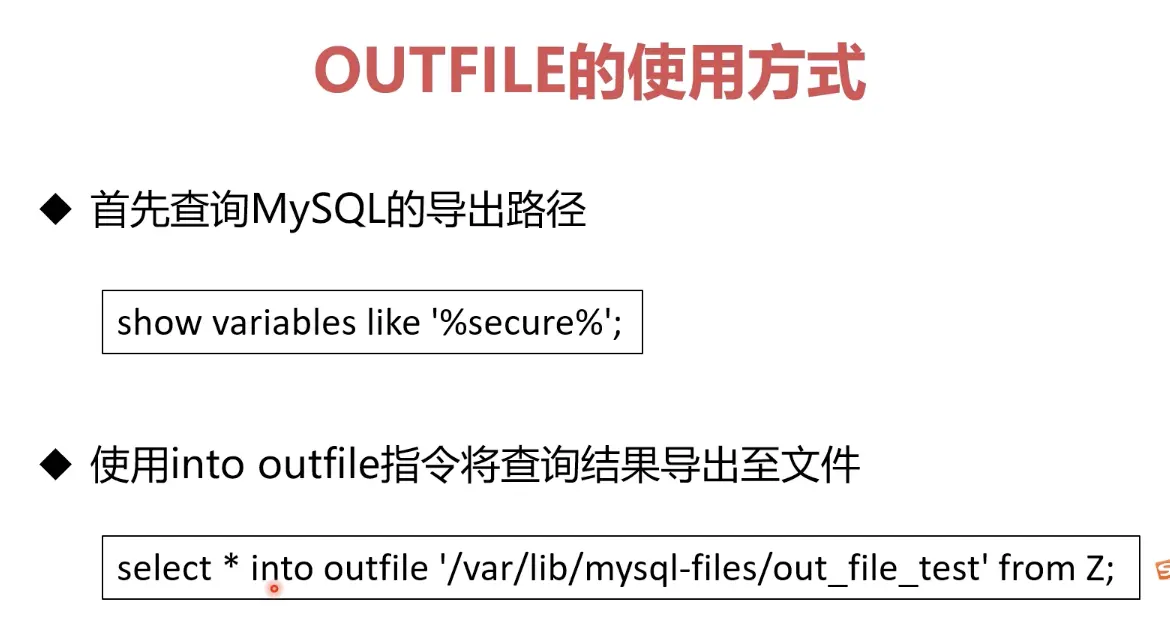 OUTFILE的使用方式
首先查询MySQL的导出路径
show variables like '%secure%';
使用into outfile指令将查询结果导出至文件
select * into outfile '/var/lib/mysql-files/out_file_test' from Z;